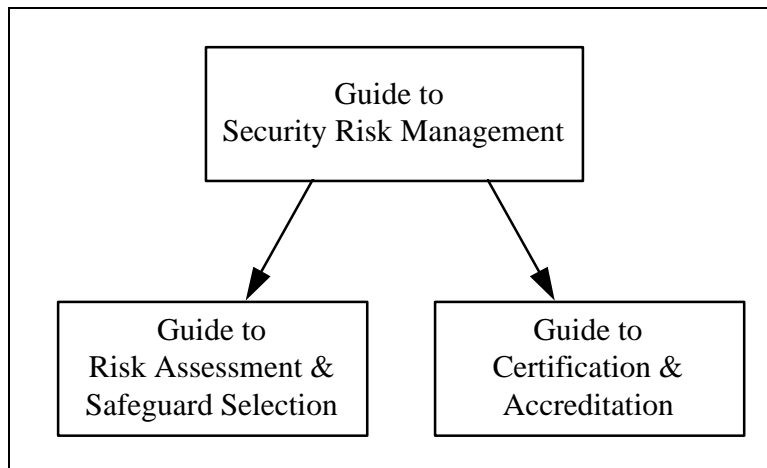 Guide to
Security Risk Management
Guide to
Risk Assessment &
Safeguard Selection
Guide to
Certification &
Accreditation